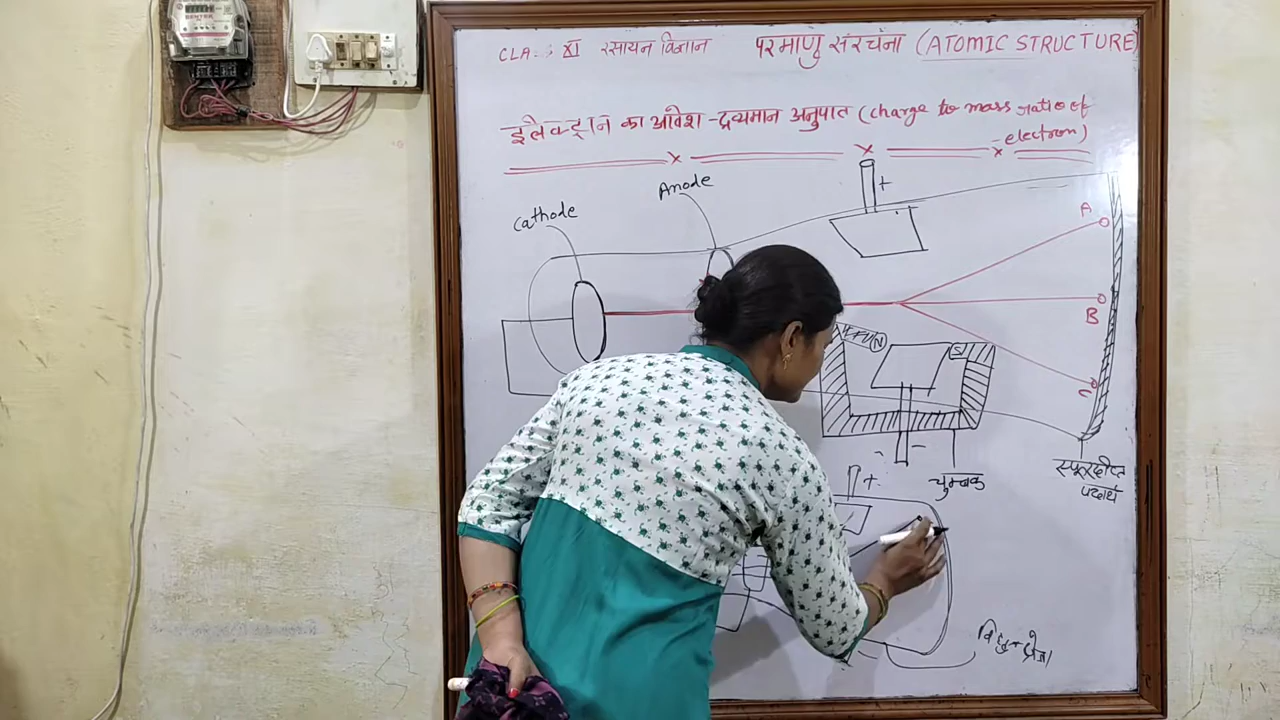 CLA : XI रसायन विज्ञान परमाणु संरचना (ATOMIC STRUCTURE)
इलेक्ट्रान का आवेश-द्रव्यमान अनुपात (charge to mass ratio of
electron)
Anode
Cathode
+
A
B
C
N
S
-
चुम्बक
स्फूरदीप्त
पदार्थ
+